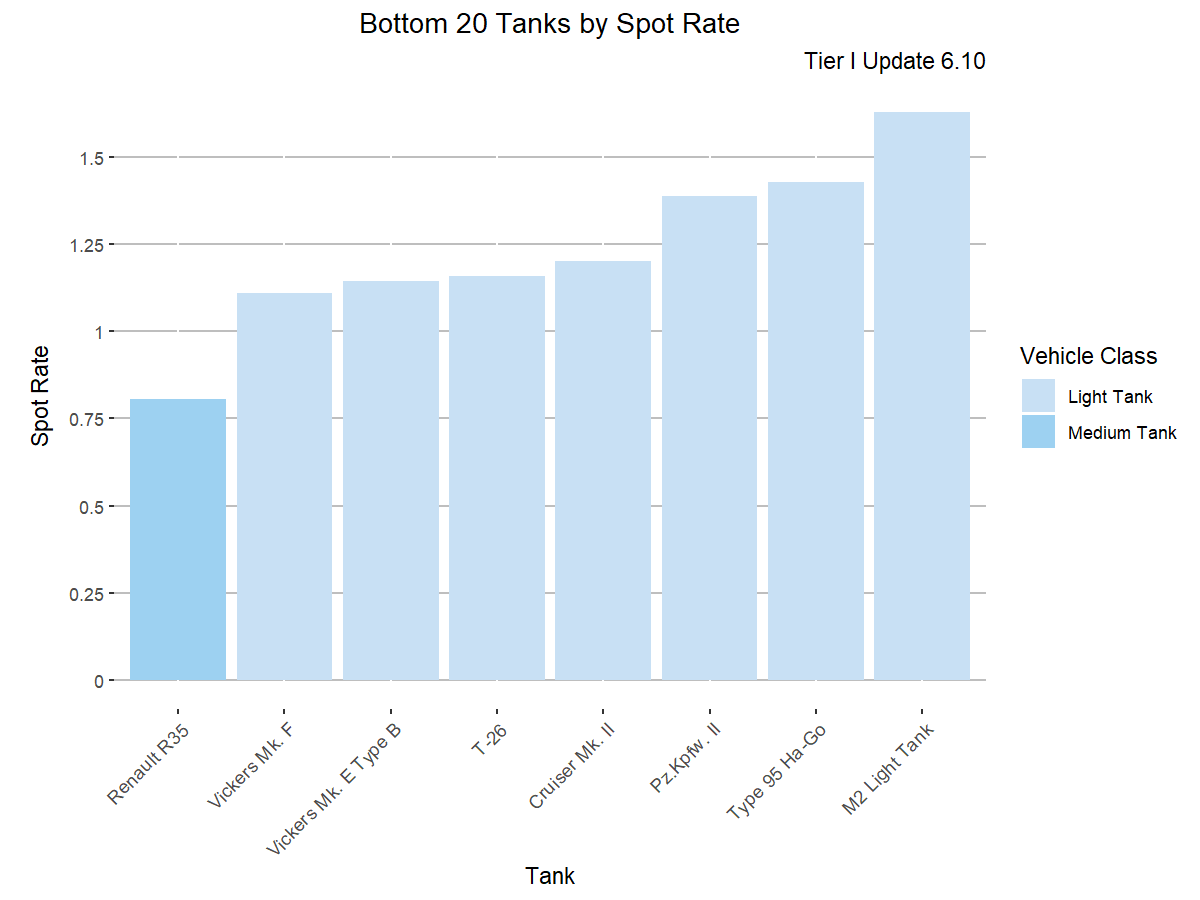 Bottom 20 Tanks by Spot Rate
Tier I Update 6.10
1.5
1.25
1
0.75
0.5
0.25
0
Spot Rate
Renault R35
Vickers Mk. F
Vickers Mk. E Type B
T-26
Cruiser Mk. II
Pz.Kpfw. II
Type 95 Ha-Go
M2 Light Tank
Tank
Vehicle Class
Light Tank
Medium Tank